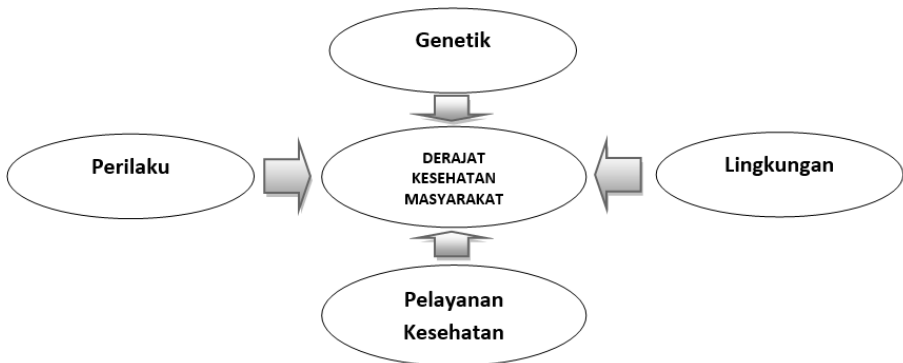 Genetik
Perilaku
DERAJAT
KESEHATAN
MASYARAKAT
Lingkungan
Pelayanan
Kesehatan